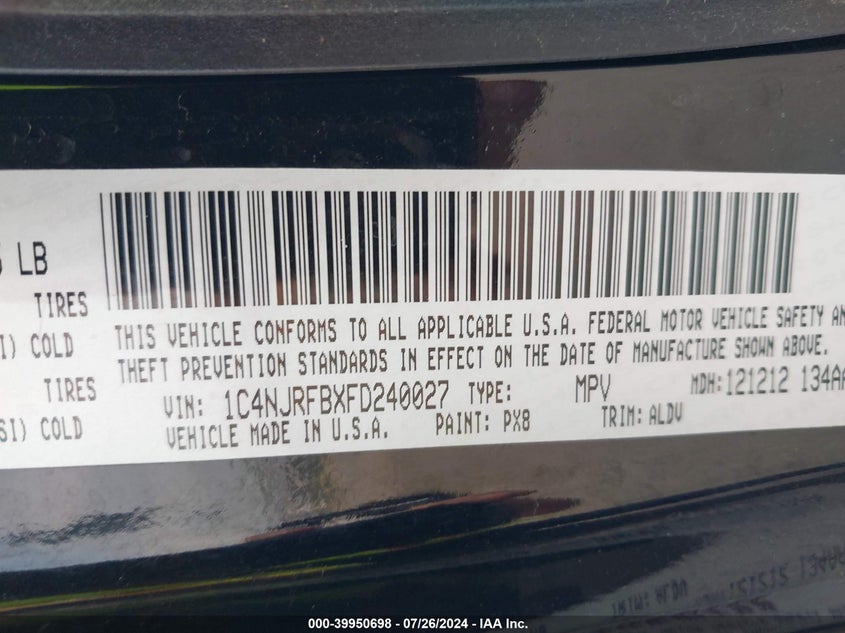 LB
TIRES
COLD
THIS VEHICLE CONFORMS TO ALL APPLICABLE U.S.A. FEDERAL MOTOR VEHICLE SAFETY
THEFT PREVENTION STANDARDS IN EFFECT ON THE DATE OF MANUFACTURE SHOWN ABOVE.
TIRES
VIN: 1C4NJRFBXFD240027 TYPE: MPV MDH: 121212 134
SI) COLD
VEHICLE MADE IN U.S.A. PAINT: PX8 TRIM: ALDV
000-39950698 - 07/26/2024 - IAA Inc.